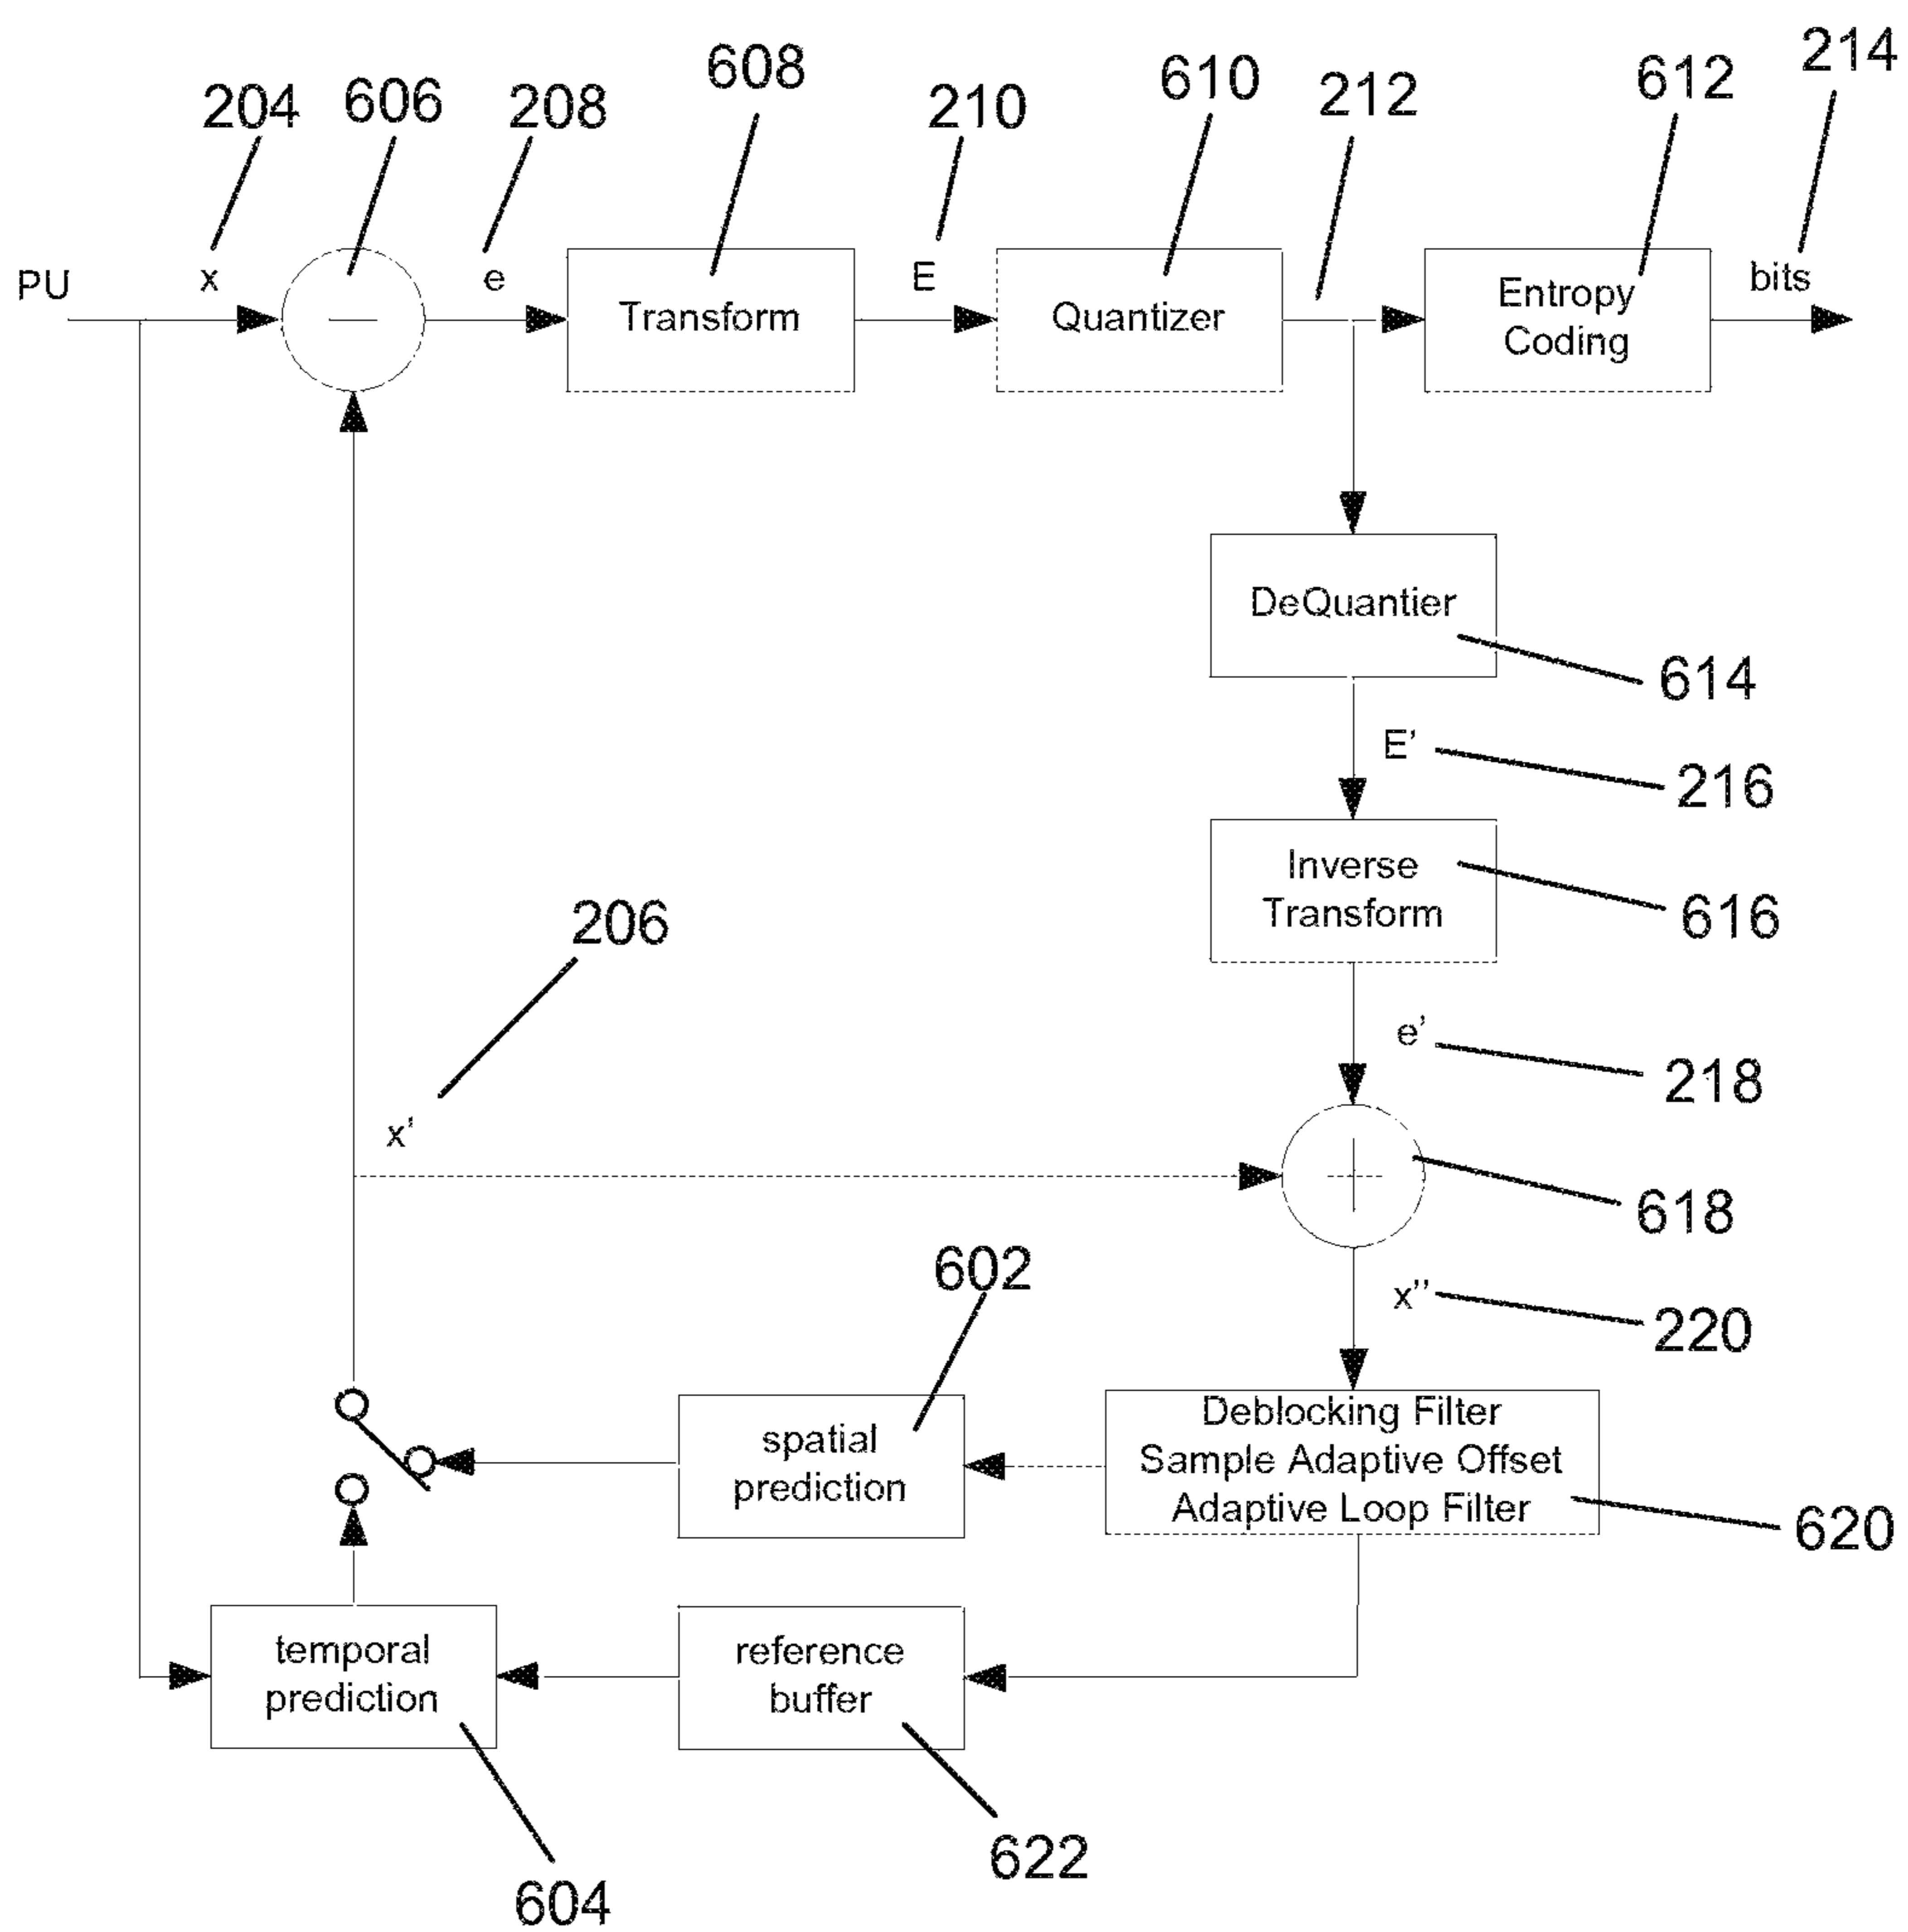 204
606
208
608
210
610
212
612
214
PU
x
e
Transform
E
Quantizer
Entropy
Coding
bits
DeQuantier
614
E'
216
Inverse
Transform
616
206
e'
218
x'
618
602
x''
220
spatial
prediction
Deblocking Filter
Sample Adaptive Offset
Adaptive Loop Filter
620
temporal
prediction
reference
buffer
622
604